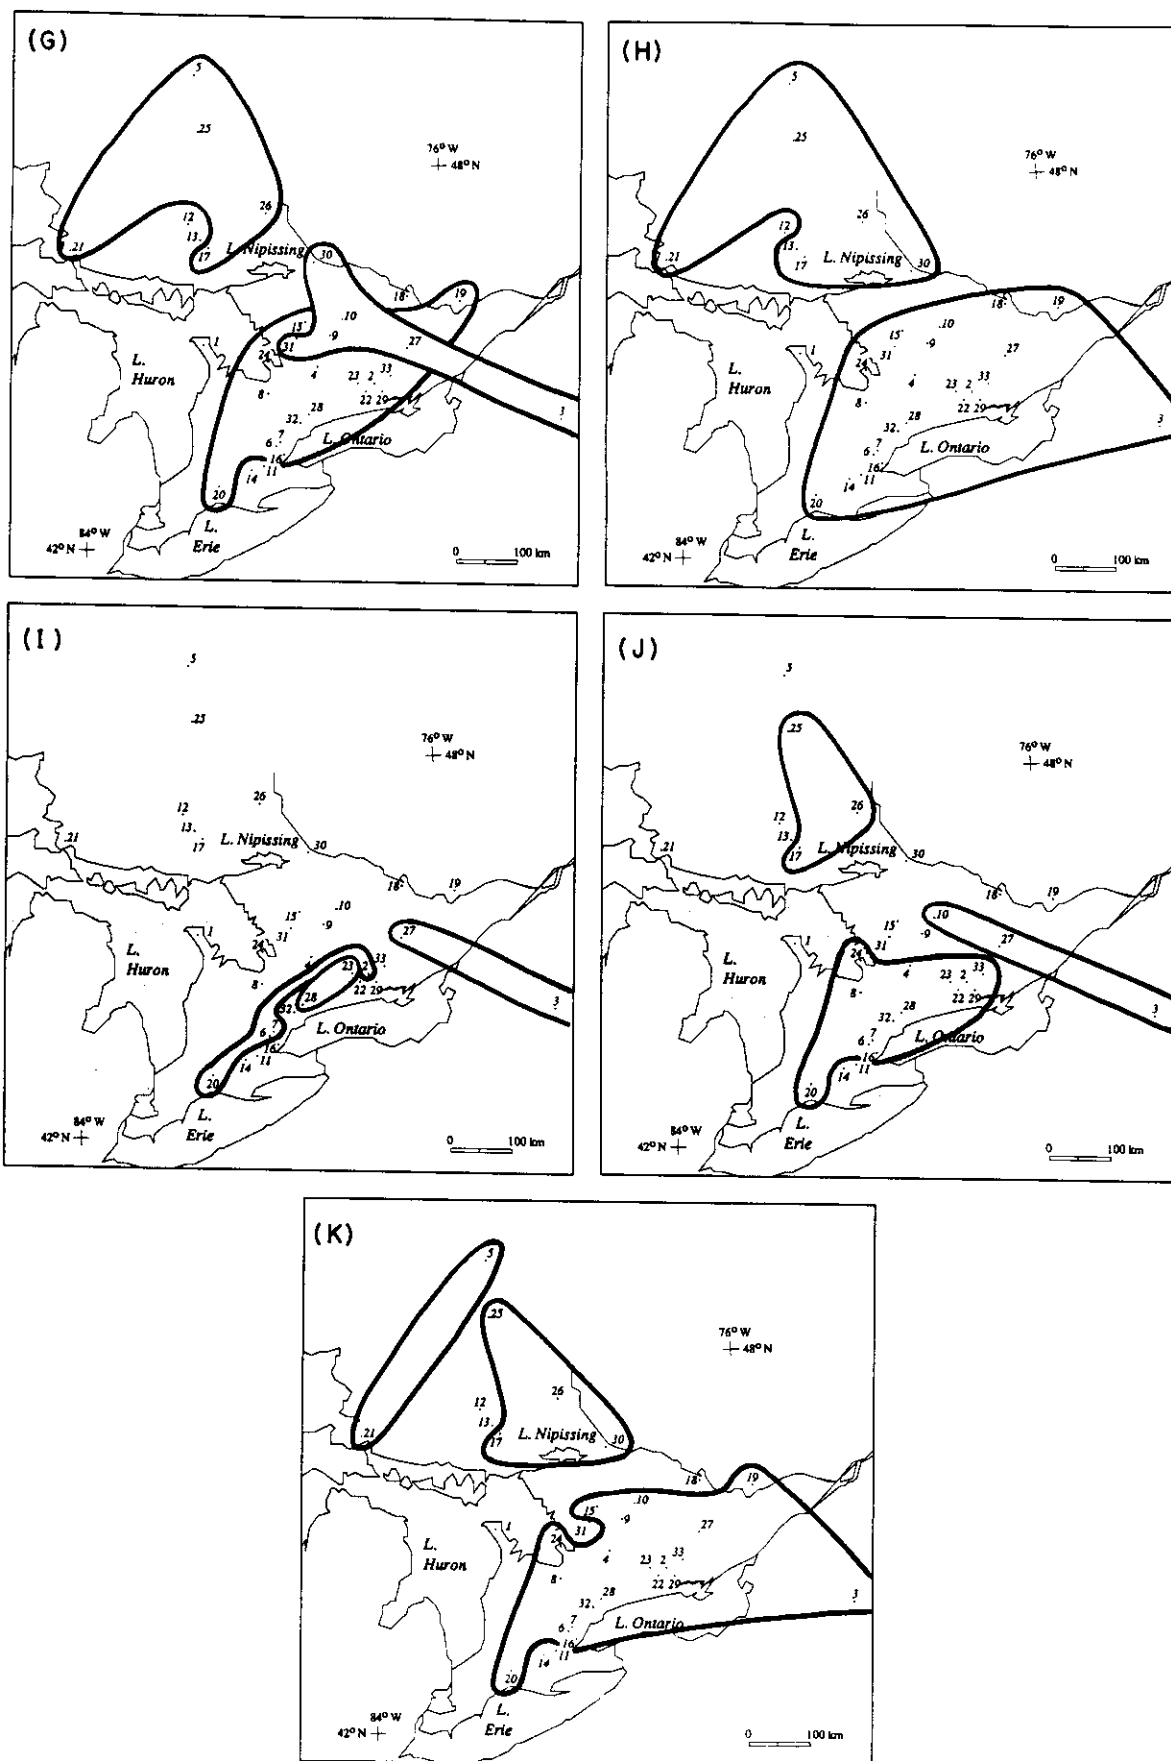 (G)
5
25
76° W
48° N
12
26
13
21
17
L. Nipissing
30
18
19
10
15
9
1
31
27
24
L.
Huron
4
23
2
33
8
22
29
28
3
32
6
7
L. Ontario
16
11
14
20
84° W
L.
42° N
Erie
0
100 km
(H)
5
25
76° W
48° N
26
12
13
21
17
L. Nipissing
30
18
19
10
15
9
1
31
27
24
L.
Huron
4
23
2
33
8
22
29
28
3
32
7
6
L. Ontario
16
11
14
20
84° W
L.
42° N
Erie
0
100 km
(I)
5
25
76° W
48° N
26
12
13
21
17
L. Nipissing
30
18
19
10
15
9
1
31
27
24
L.
Huron
4
23
2
33
8
22
29
28
3
32
7
6
L. Ontario
16
11
14
20
84° W
L.
42° N
Erie
0
100 km
(J)
5
25
76° W
48° N
26
12
13
21
17
L. Nipissing
30
18
19
10
15
9
1
31
27
24
L.
Huron
4
23
2
33
8
22
29
28
3
32
7
6
L. Ontario
16
11
14
20
84° W
L.
42° N
Erie
0
100 km
(K)
5
25
76° W
48° N
26
12
13
21
17
L. Nipissing
30
18
19
10
15
9
1
31
27
24
L.
Huron
4
23
2
33
8
22
29
28
3
32
7
6
L. Ontario
16
11
14
20
84° W
L.
42° N
Erie
0
100 km